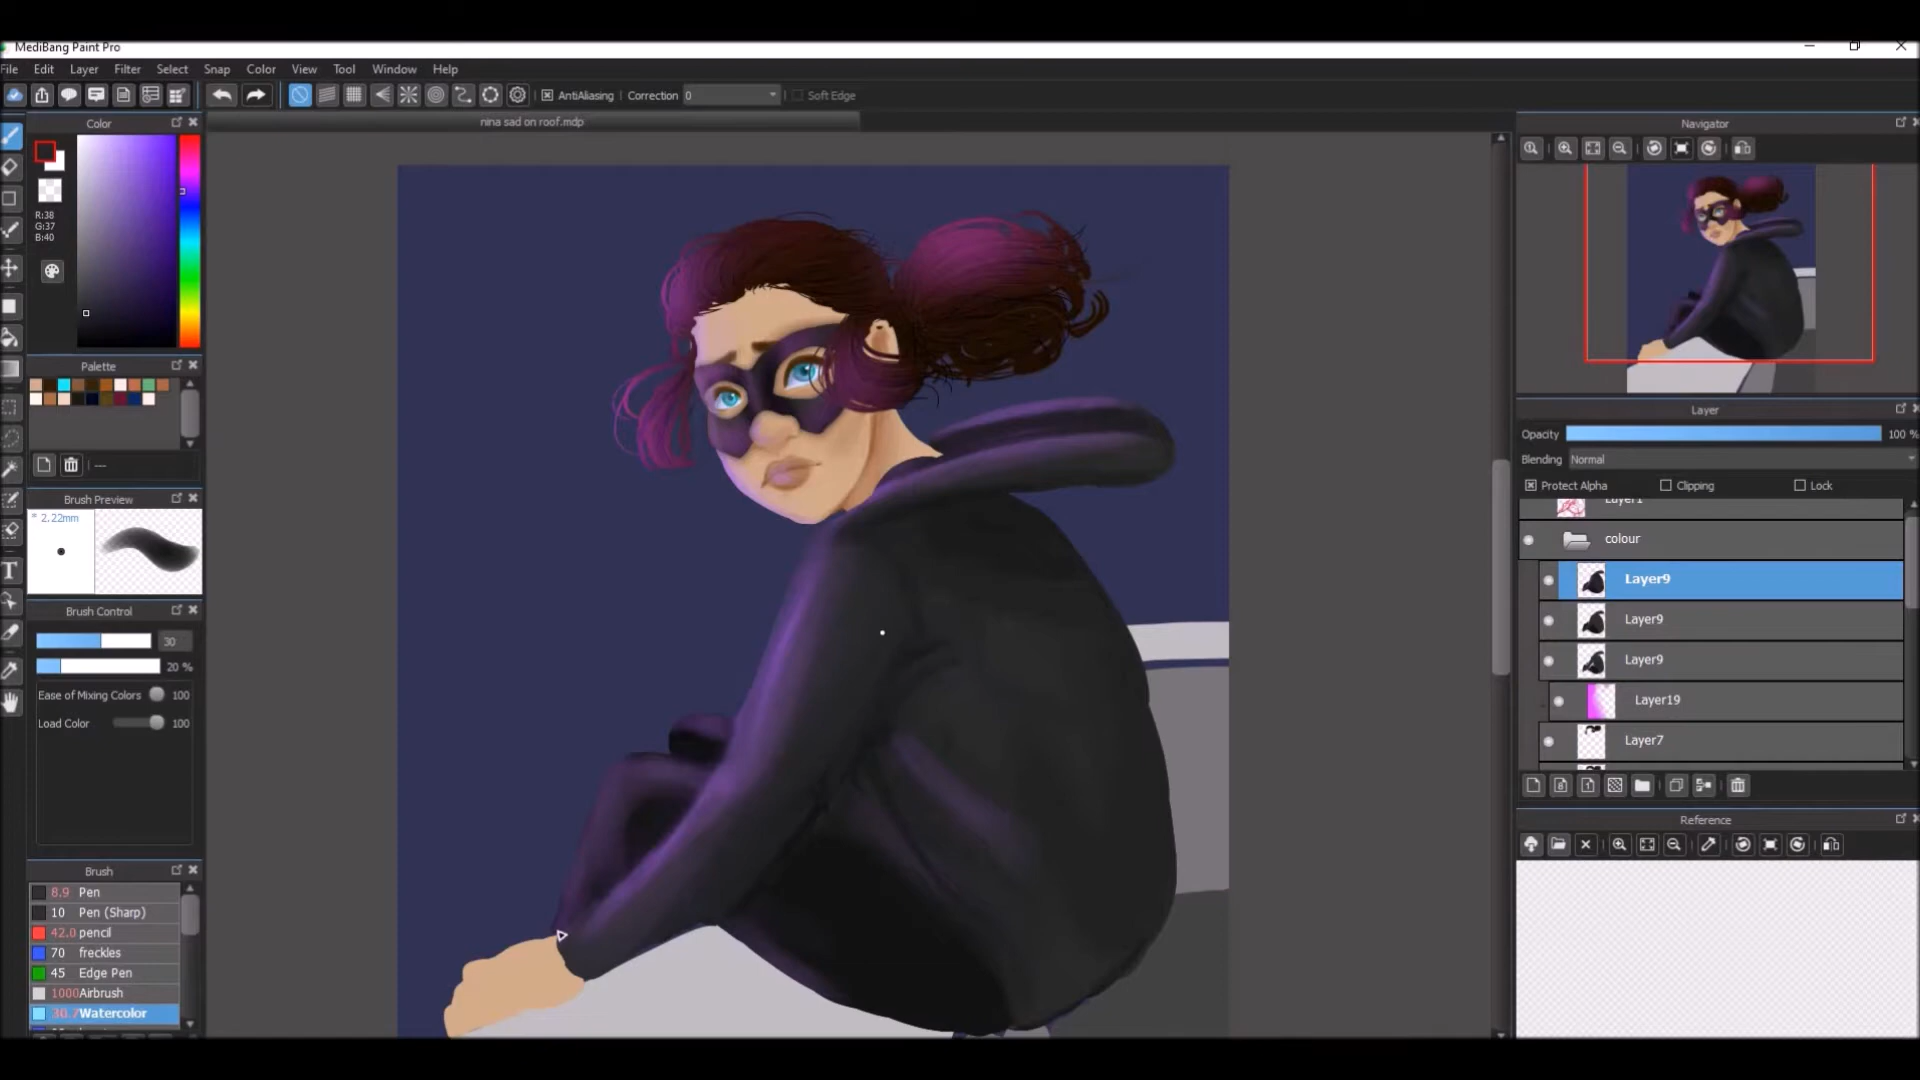 MediBang Paint Pro
File Edit Layer Filter Select Snap Color View Tool Window Help
AntiAliasing Correction 0 Soft Edge
Color
nina sad on roof.mdp
Navigator
R:38
G:37
B:40
Palette
---
Brush Preview
* 2.22mm
Brush Control
30
20 %
Ease of Mixing Colors 100
Load Color 100
Brush
8.9 Pen
10 Pen (Sharp)
42.0 pencil
70 freckles
45 Edge Pen
1000 Airbrush
30.7 Watercolor
Layer
Opacity 100 %
Blending Normal
Protect Alpha Clipping Lock
Layer1
colour
Layer9
Layer9
Layer9
Layer19
Layer7
Reference